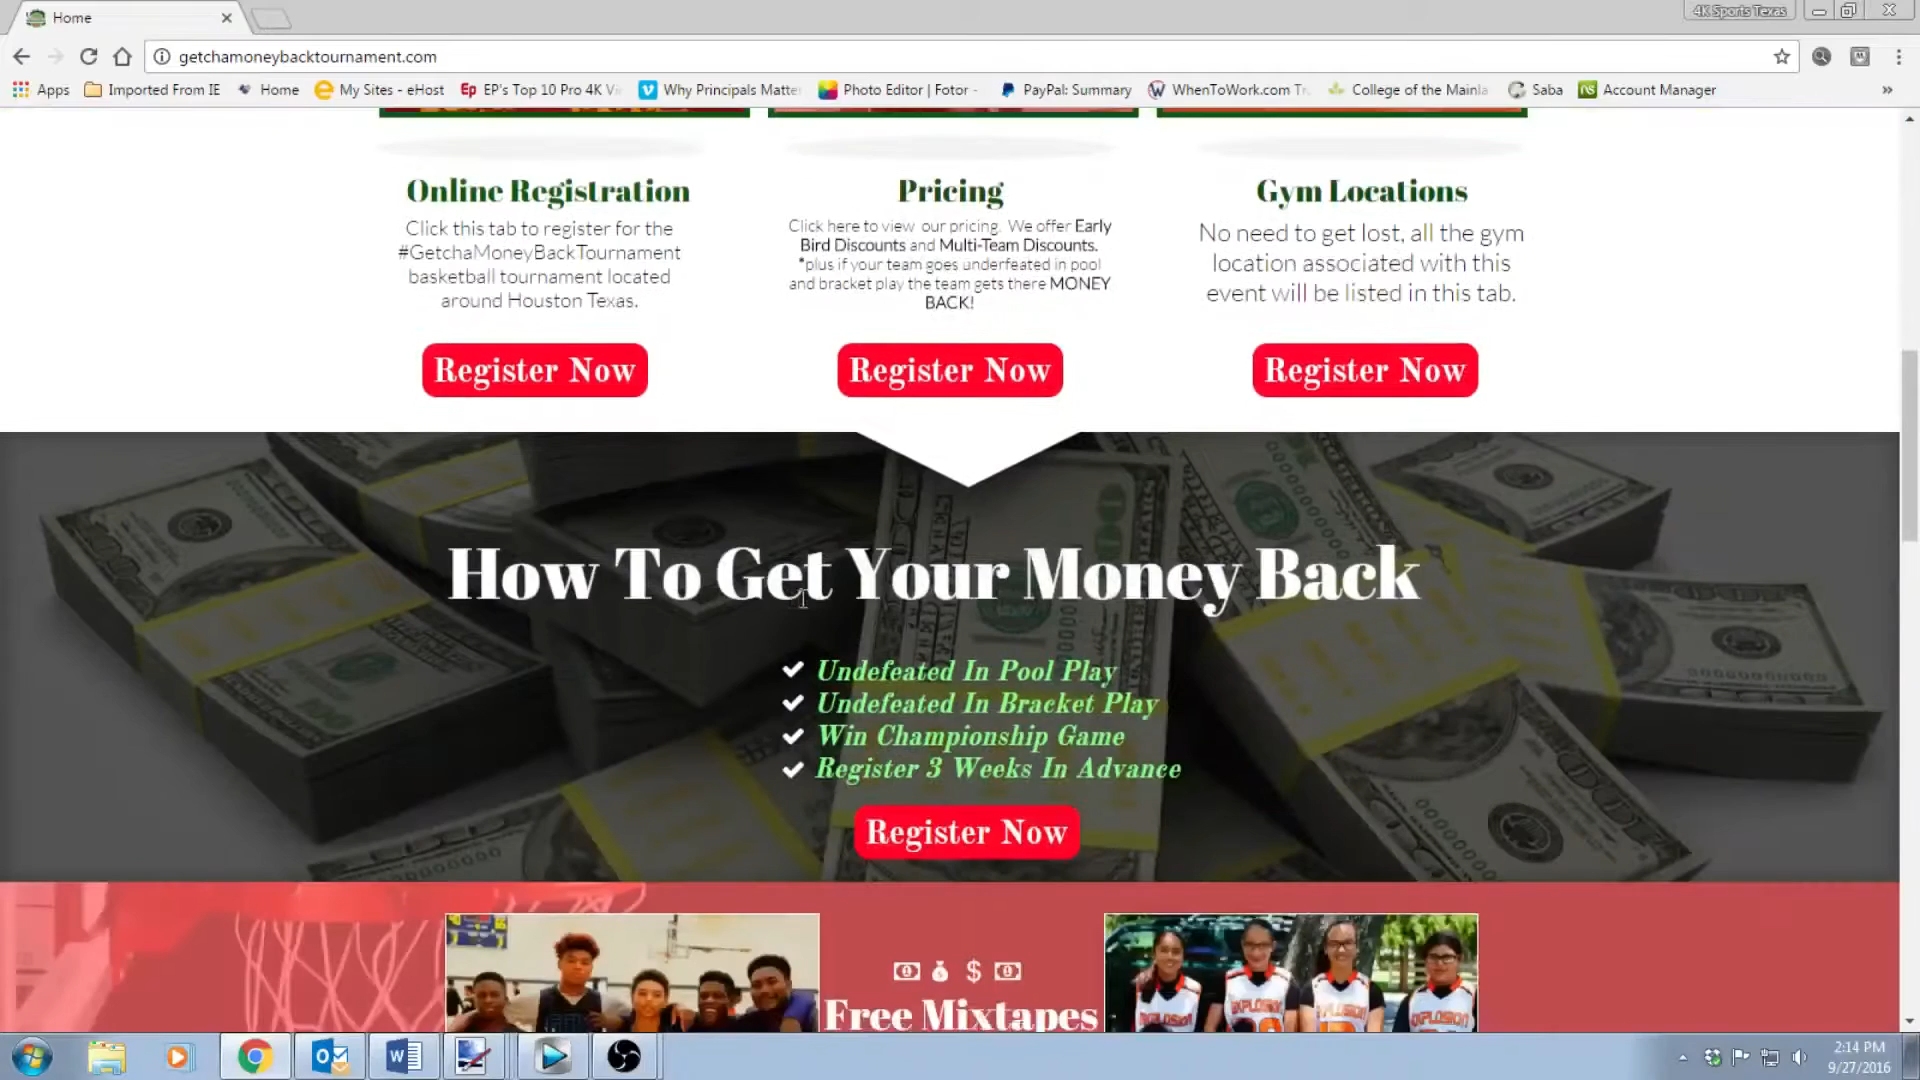 Home
4K Sports Texas
getchamoneybacktournament.com
Apps
Imported From IE
Home
My Sites - eHost
EP's Top 10 Pro 4K Vi
Why Principals Matte
Photo Editor | Fotor -
PayPal: Summary
WhenToWork.com Tr
College of the Mainla
Saba
Account Manager
»
Online Registration
Click this tab to register for the
#GetchaMoneyBackTournament
basketball tournament located
around Houston Texas.
Register Now
Pricing
Click here to view our pricing. We offer Early
Bird Discounts and Multi-Team Discounts.
*plus if your team goes underfeated in pool
and bracket play the team gets there MONEY
BACK!
Register Now
Gym Locations
No need to get lost, all the gym
location associated with this
event will be listed in this tab.
Register Now
How To Get Your Money Back
Undefeated In Pool Play
Undefeated In Bracket Play
Win Championship Game
Register 3 Weeks In Advance
Register Now
Free Mixtapes
2:14 PM
9/27/2016